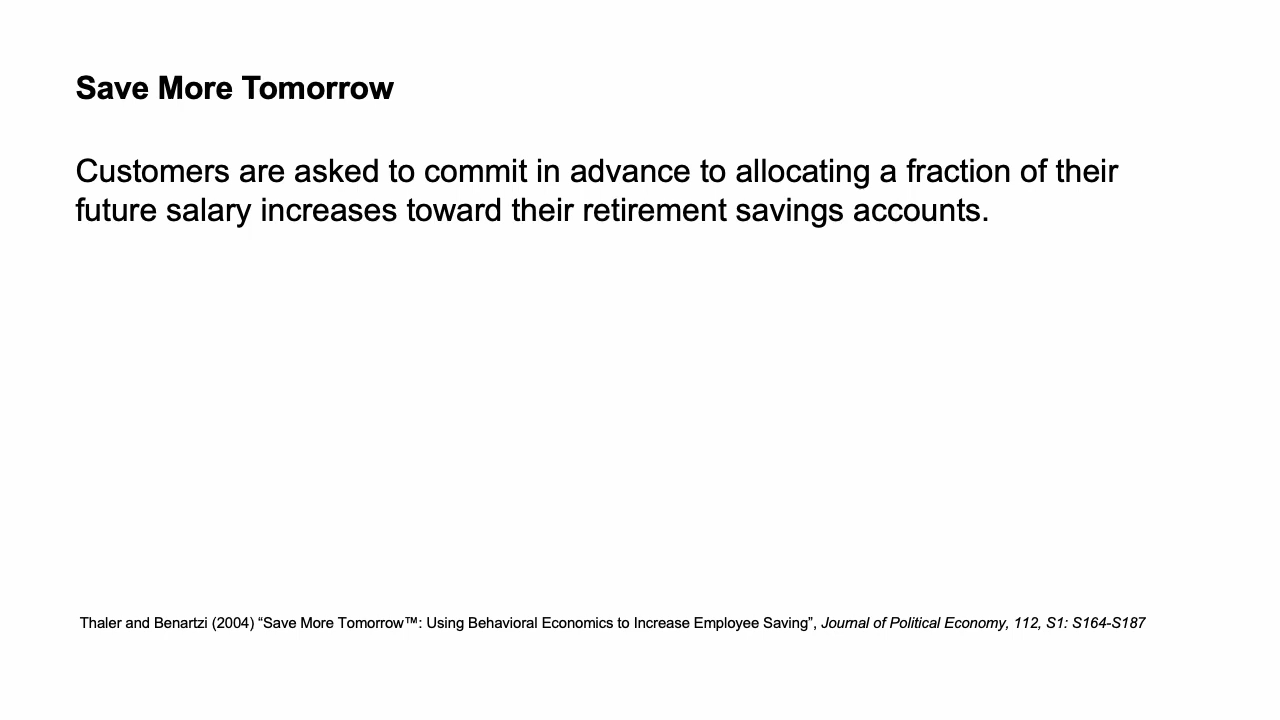 Save More Tomorrow
Customers are asked to commit in advance to allocating a fraction of their
future salary increases toward their retirement savings accounts.
Thaler and Benartzi (2004) “Save More Tomorrow™: Using Behavioral Economics to Increase Employee Saving”, Journal of Political Economy, 112, S1: S164-S187